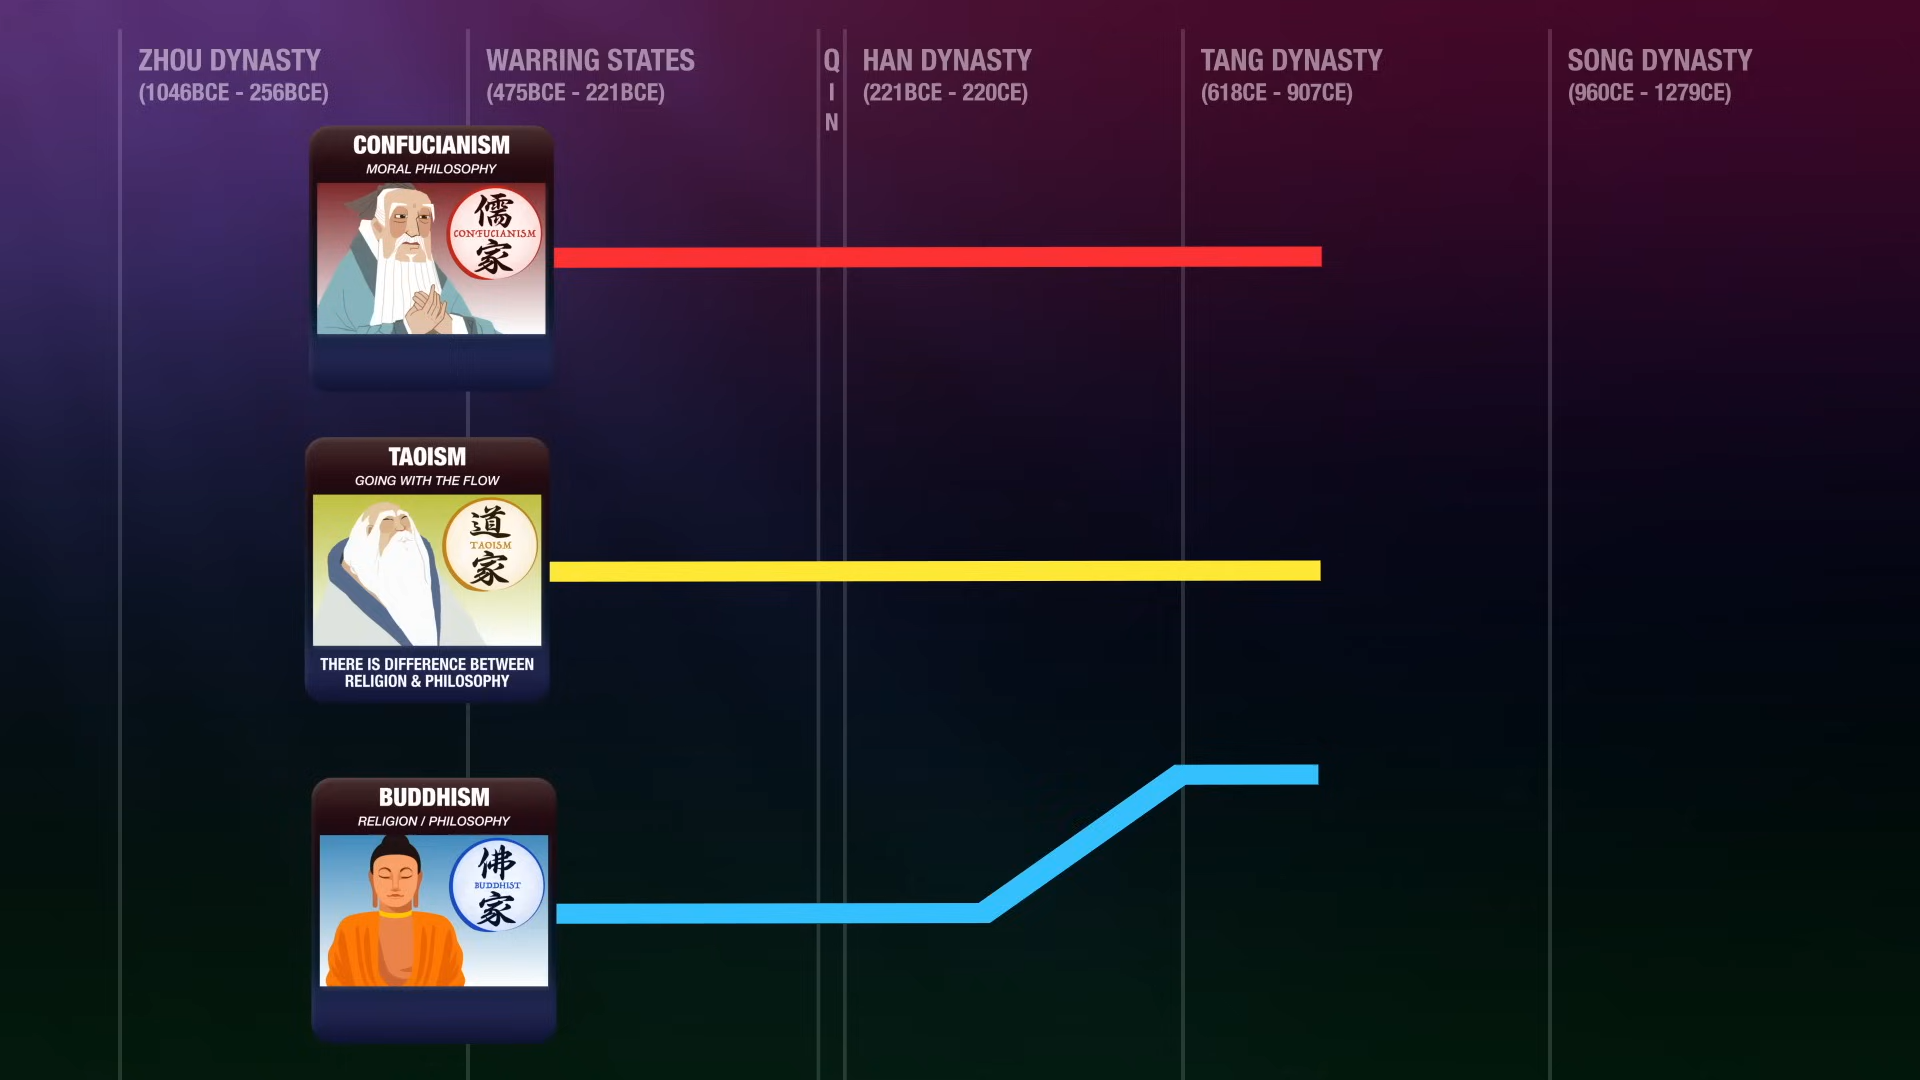 ZHOU DYNASTY
(1046BCE - 256BCE)
WARRING STATES
(475BCE - 221BCE)
Q
I
N
HAN DYNASTY
(221BCE - 220CE)
TANG DYNASTY
(618CE - 907CE)
SONG DYNASTY
(960CE - 1279CE)
CONFUCIANISM
MORAL PHILOSOPHY
儒
CONFUCIANISM
家
TAOISM
GOING WITH THE FLOW
道
TAOISM
家
THERE IS DIFFERENCE BETWEEN
RELIGION & PHILOSOPHY
BUDDHISM
RELIGION / PHILOSOPHY
佛
BUDDHIST
家